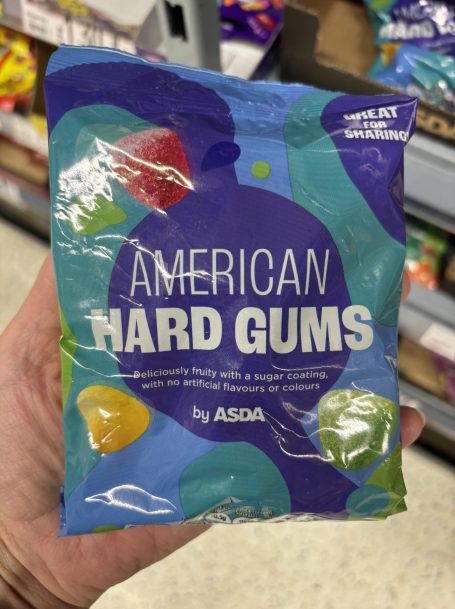 GREAT
FOR
SHARING!
AMERICAN
HARD GUMS
Deliciously fruity with a sugar coating,
with no artificial flavours or colours
by ASDA